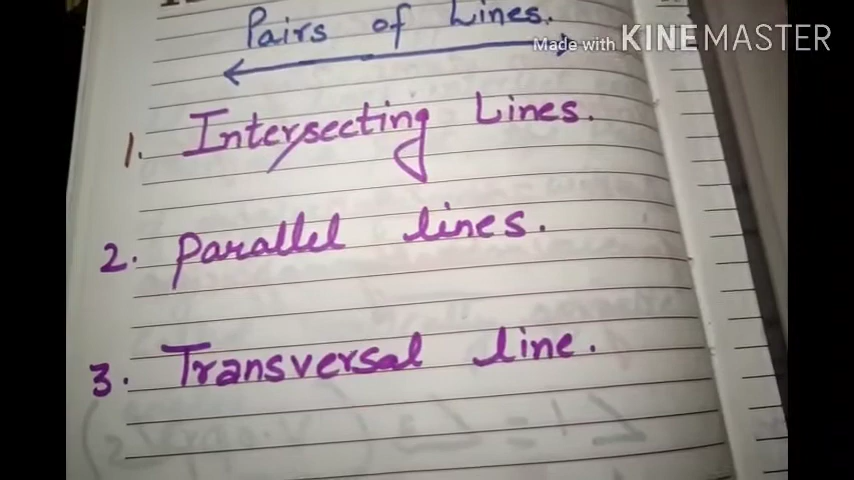 Pairs of Lines.
Made with KINEMASTER
1. Intersecting Lines.
2. parallel lines.
3. Transversal line.